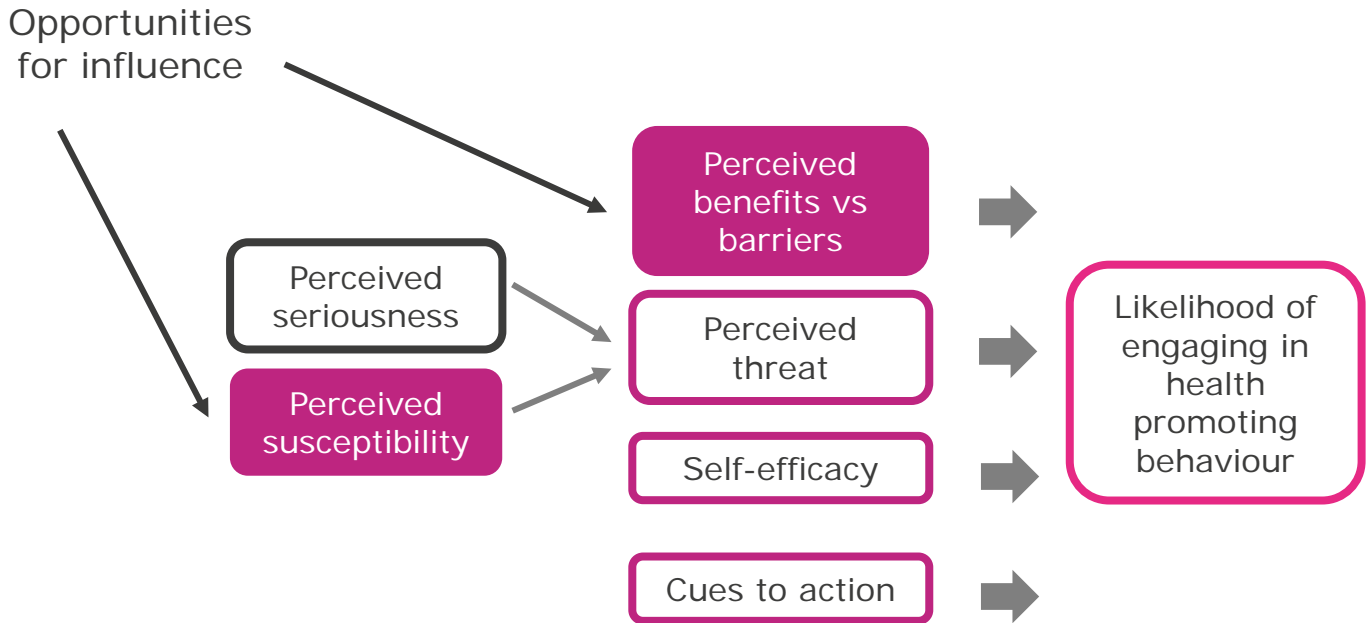 Opportunities
for influence
Perceived
benefits vs
barriers
Perceived
seriousness
Perceived
threat
Perceived
susceptibility
Self-efficacy
Cues to action
Likelihood of
engaging in
health
promoting
behaviour